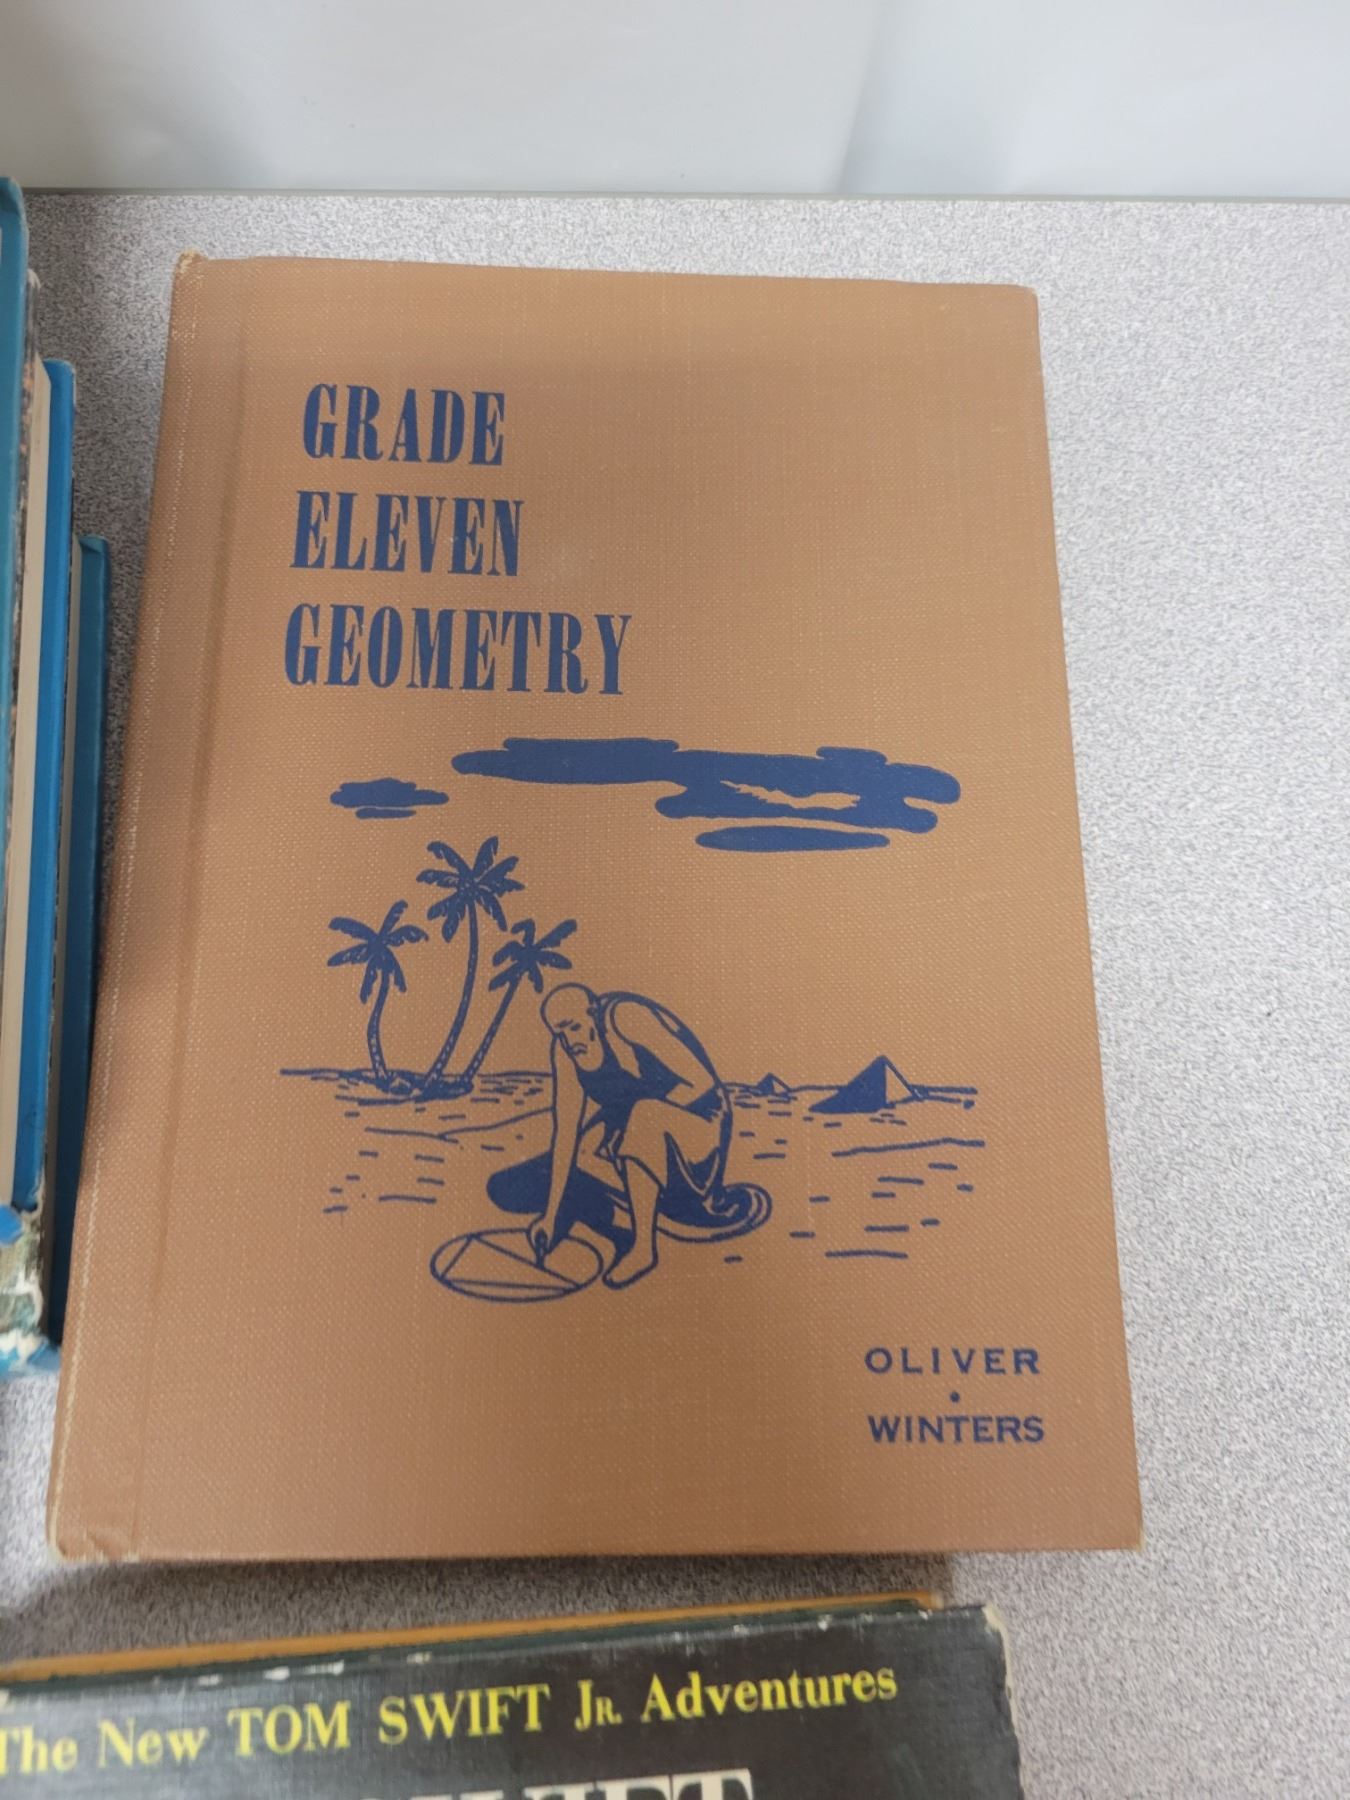 GRADE
ELEVEN
GEOMETRY
OLIVER
•
WINTERS
The New TOM SWIFT JR. Adventures